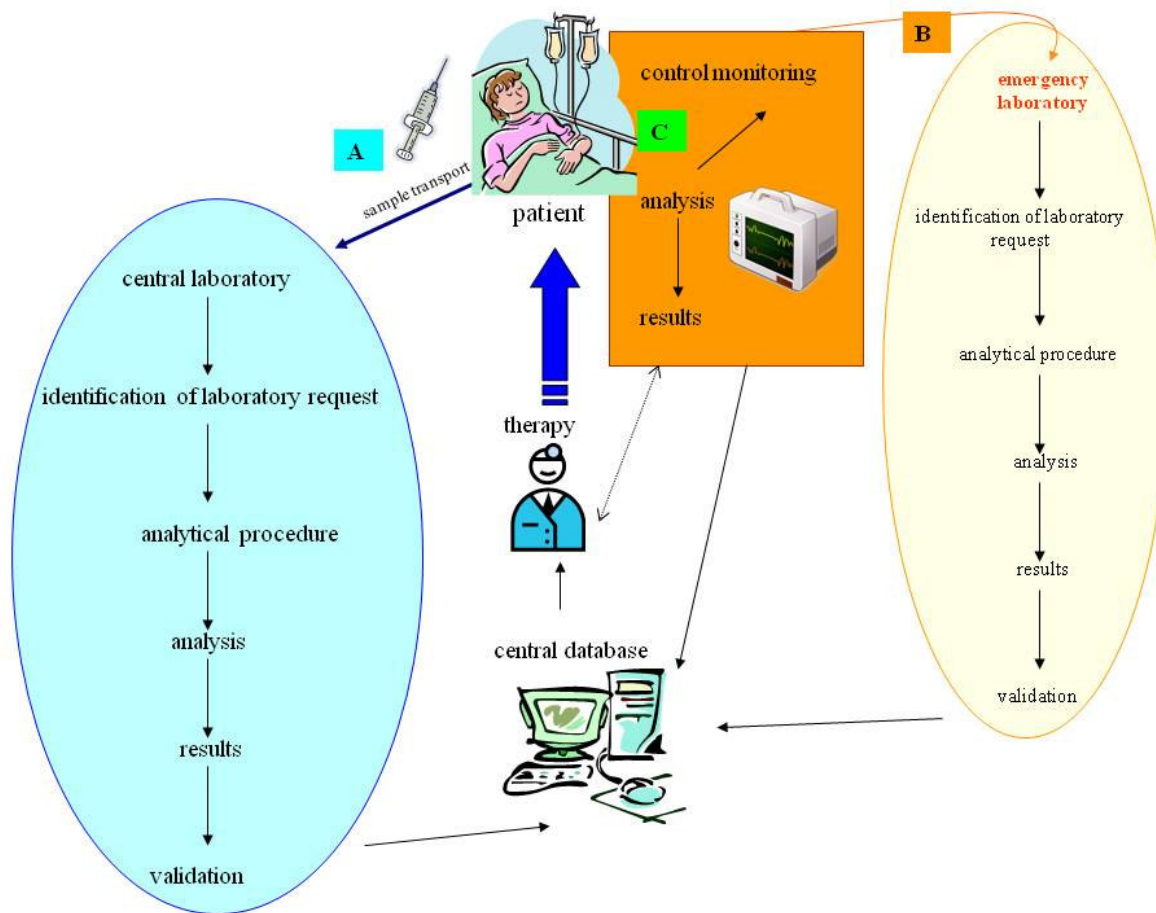 A
sample transport
central laboratory
identification of laboratory request
analytical procedure
analysis
results
validation
patient
therapy
central database
C
control monitoring
analysis
results
B
emergency
laboratory
identification of laboratory
request
analytical procedure
analysis
results
validation